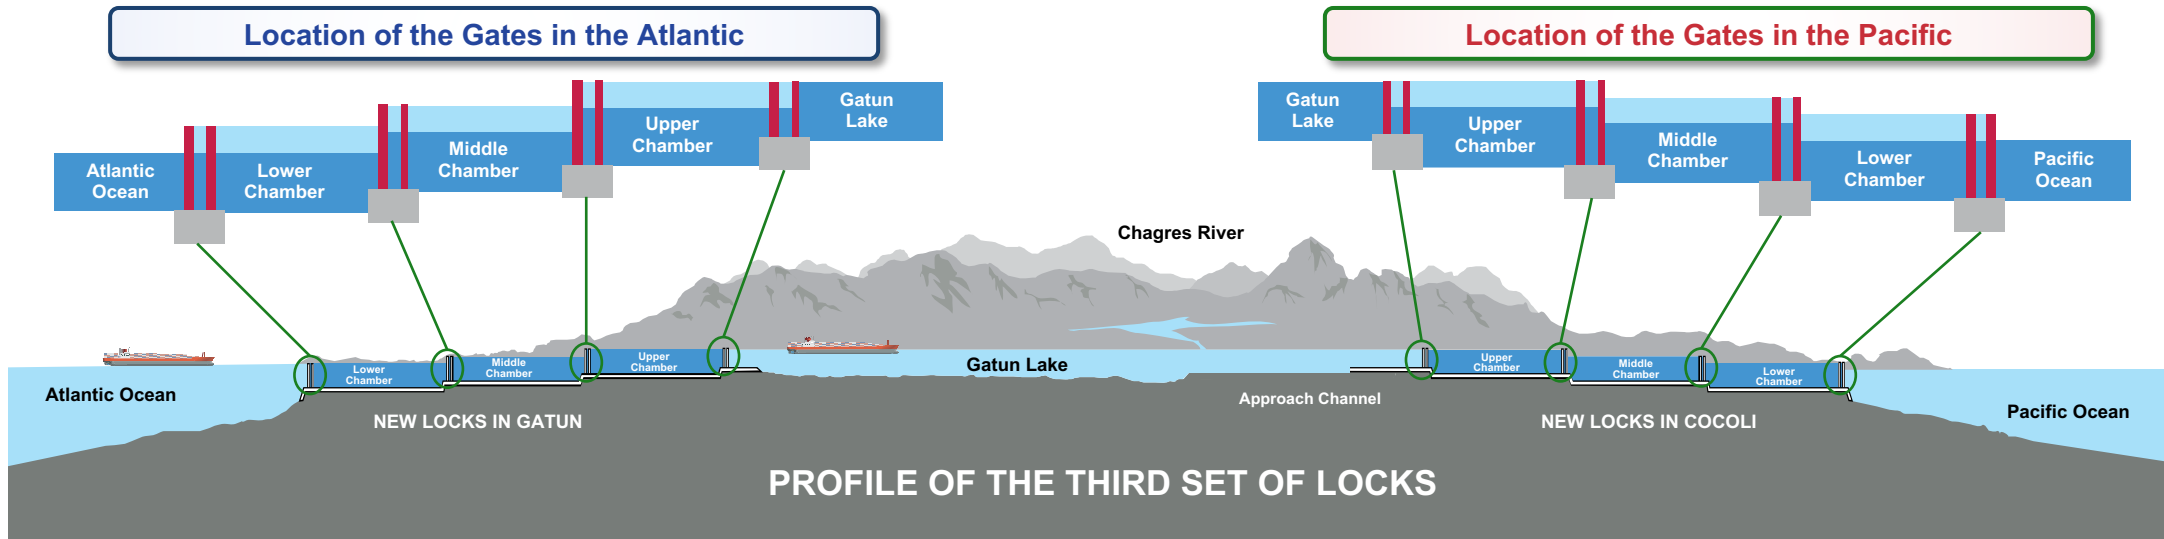 Location of the Gates in the Atlantic
Location of the Gates in the Pacific
Atlantic
Ocean
Lower
Chamber
Middle
Chamber
Upper
Chamber
Gatun
Lake
Gatun
Lake
Upper
Chamber
Middle
Chamber
Lower
Chamber
Pacific
Ocean
Chagres River
Atlantic Ocean
Lower
Chamber
Middle
Chamber
Upper
Chamber
Gatun Lake
Upper
Chamber
Middle
Chamber
Lower
Chamber
Approach Channel
Pacific Ocean
NEW LOCKS IN GATUN
NEW LOCKS IN COCOLI
PROFILE OF THE THIRD SET OF LOCKS